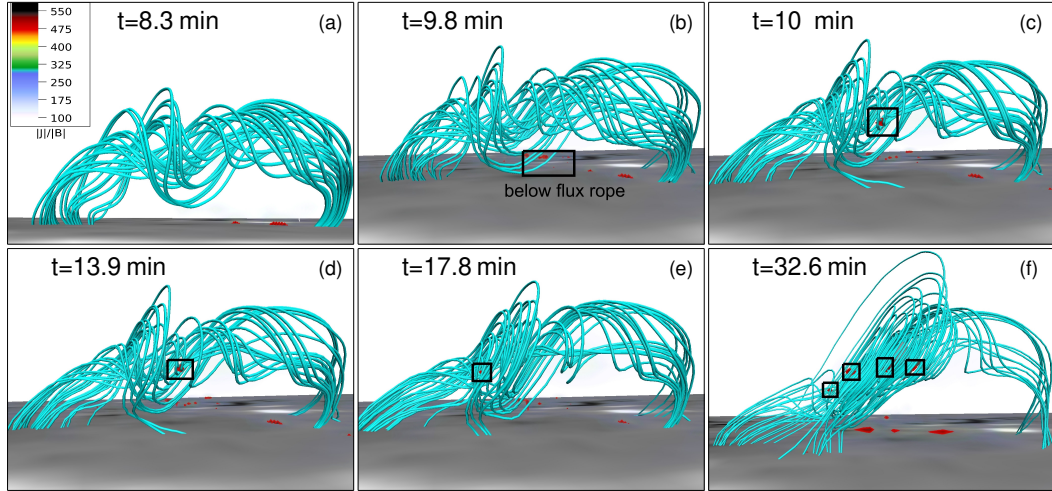 t=8.3 min
(a)
550
475
400
325
250
175
100
|J|/|B|
t=9.8 min
(b)
below flux rope
t=10 min
(c)
t=13.9 min
(d)
t=17.8 min
(e)
t=32.6 min
(f)